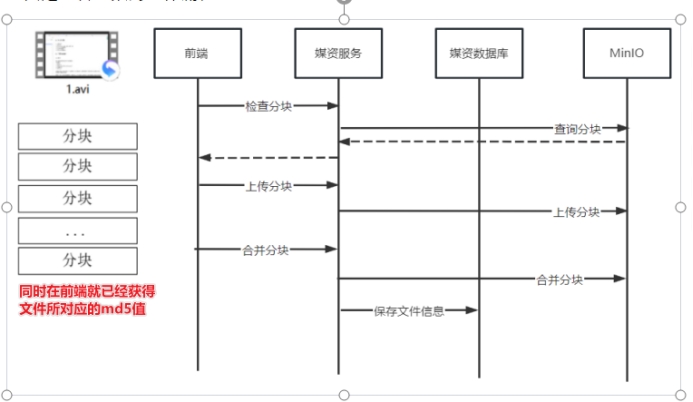 1.avi
前端
媒资服务
媒资数据库
MinIO
检查分块
查询分块
上传分块
上传分块
合并分块
合并分块
保存文件信息
分块
分块
分块
...
分块
同时在前端就已经获得
文件所对应的md5值